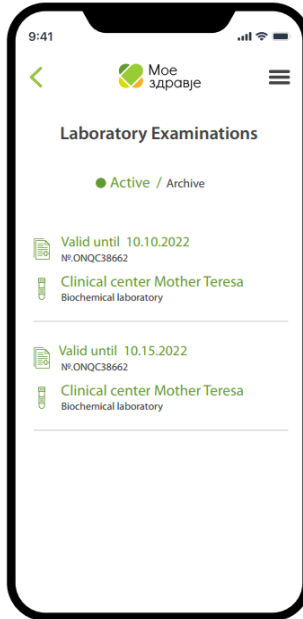 9:41
Мое
здравје
Laboratory Examinations
Active / Archive
Valid until 10.10.2022
№.ONQC38662
Clinical center Mother Teresa
Biochemical laboratory
Valid until 10.15.2022
№.ONQC38662
Clinical center Mother Teresa
Biochemical laboratory